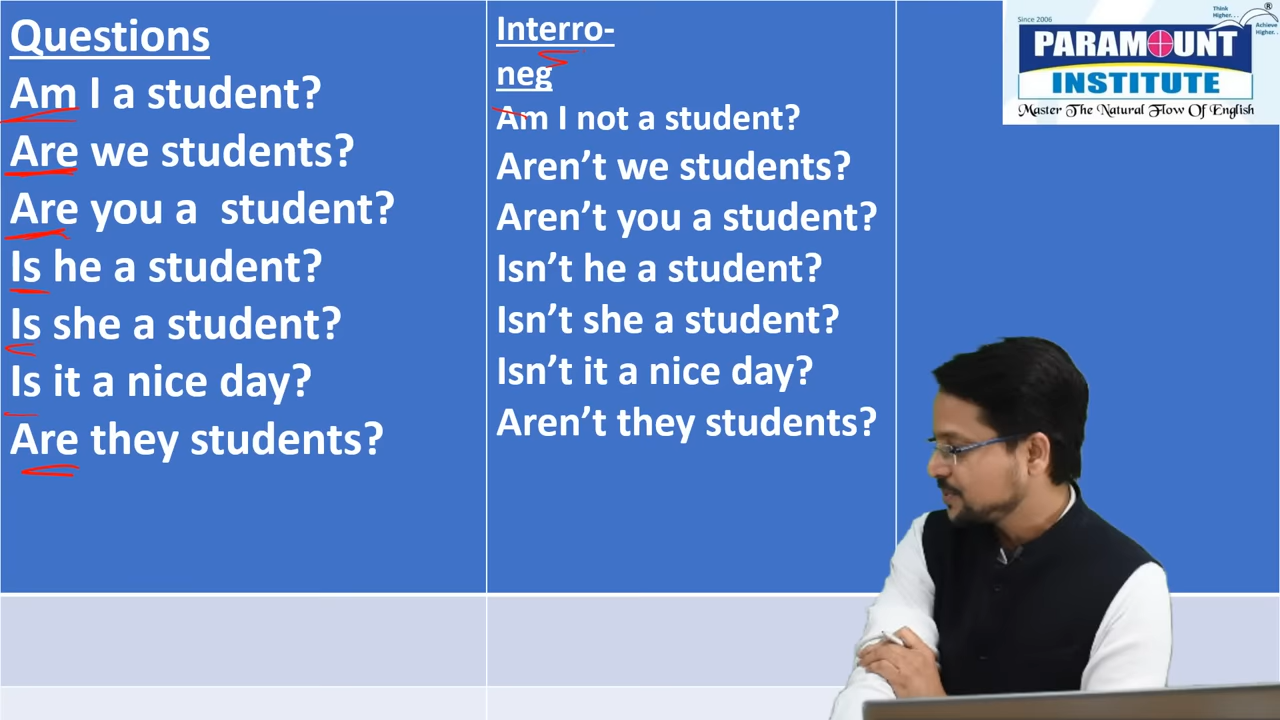 Questions
Am I a student?
Are we students?
Are you a  student?
Is he a student?
Is she a student?
Is it a nice day?
Are they students?
Interro-
neg
Am I not a student?
Aren’t we students?
Aren’t you a student?
Isn’t he a student?
Isn’t she a student?
Isn’t it a nice day?
Aren’t they students?
Since 2006
Think
Higher. . .
Achieve
Higher. . .
®
PARAMOUNT
INSTITUTE
Master The Natural Flow Of English